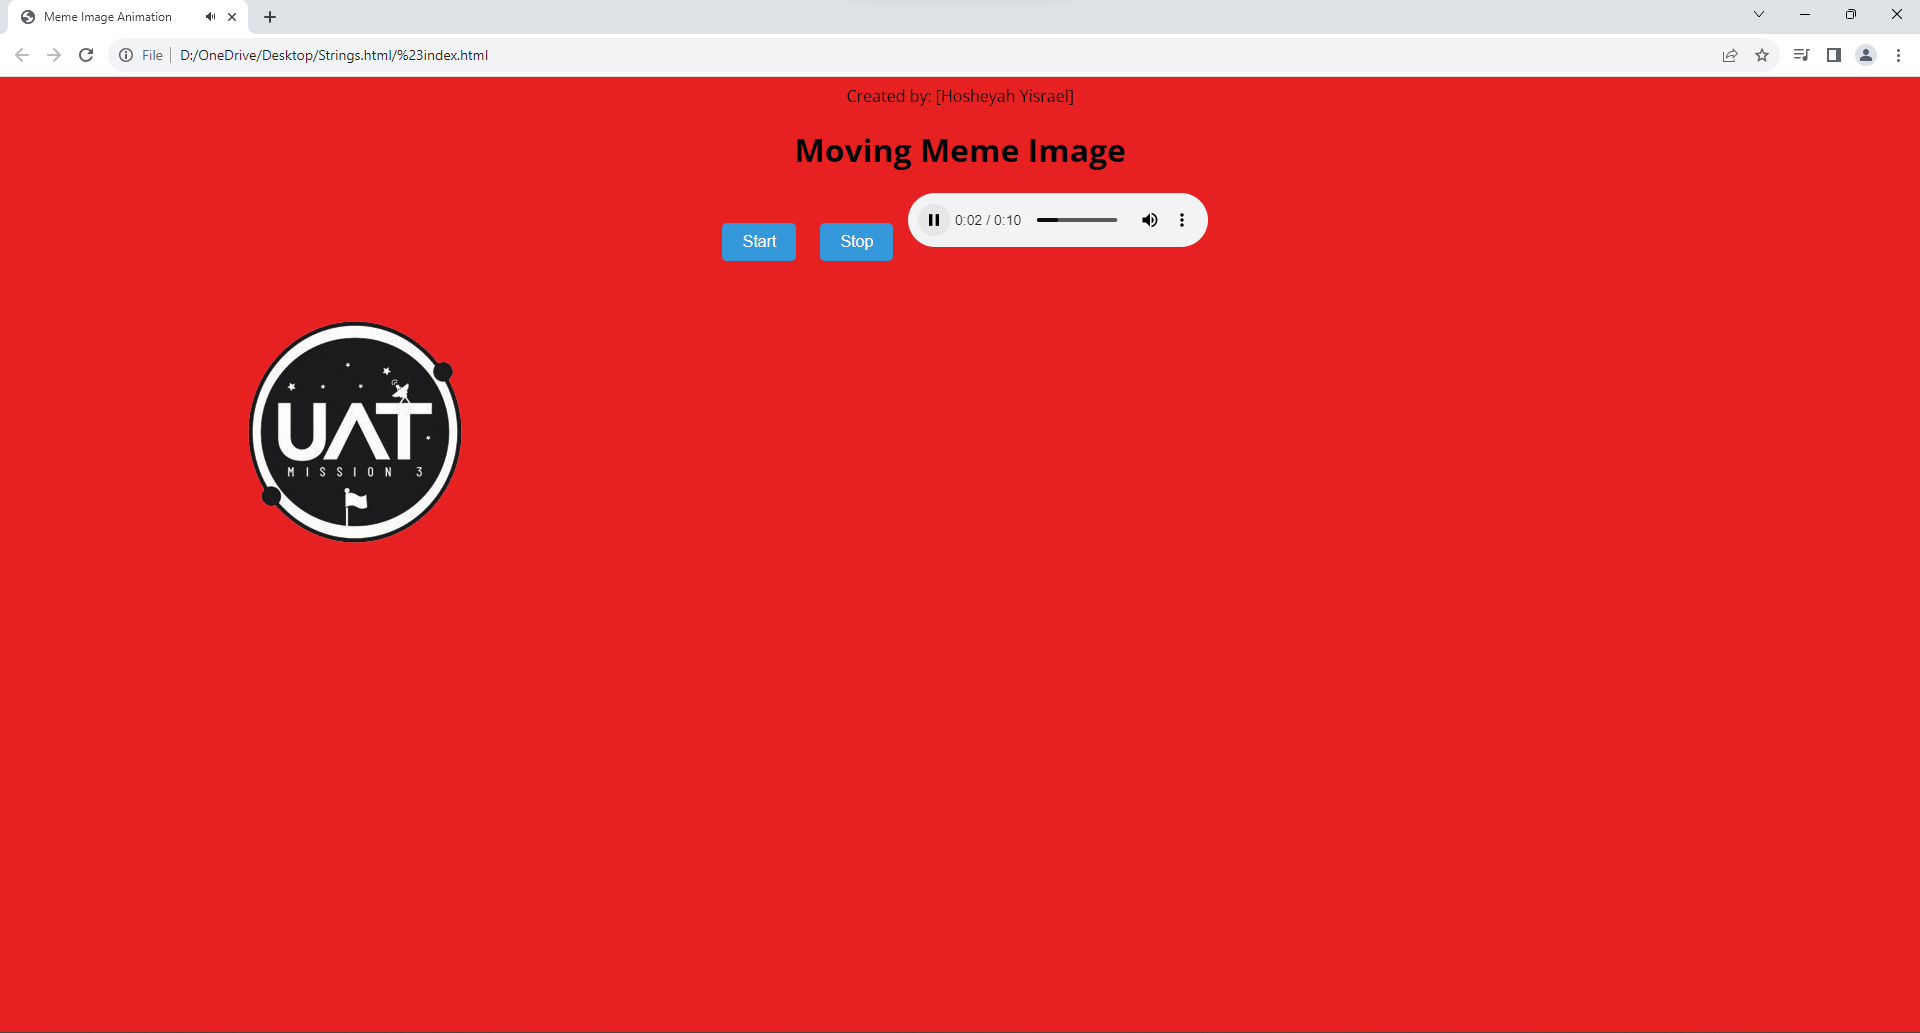 Meme Image Animation
File D:/OneDrive/Desktop/Strings.html/%23index.html
Created by: [Hosheyah Yisrael]
Moving Meme Image
Start Stop 0:02 / 0:10
UAT
MISSION 3